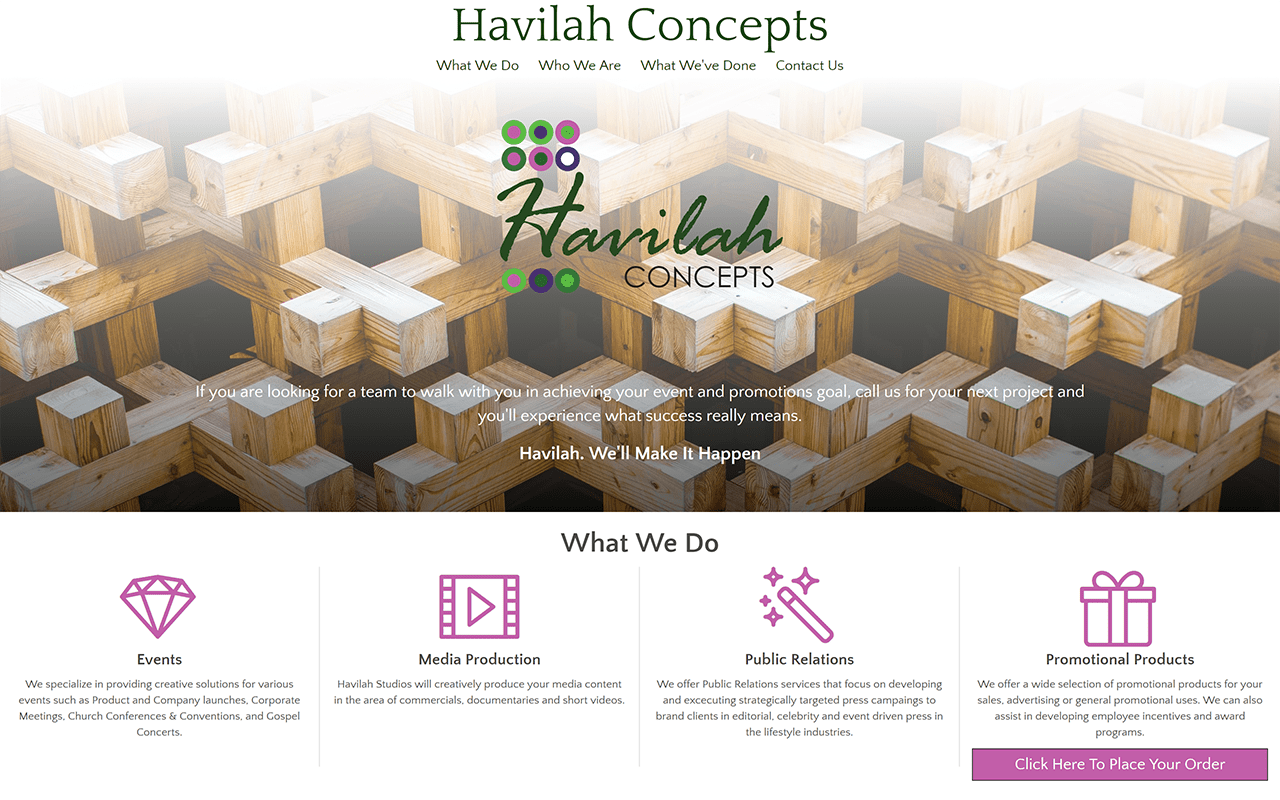 Havilah Concepts
What We Do Who We Are What We've Done Contact Us
Havilah
CONCEPTS
If you are looking for a team to walk with you in achieving your event and promotions goal, call us for your next project and
you'll experience what success really means.
Havilah. We'll Make It Happen
What We Do
Events
We specialize in providing creative solutions for various
events such as Product and Company launches, Corporate
Meetings, Church Conferences & Conventions, and Gospel
Concerts.
Media Production
Havilah Studios will creatively produce your media content
in the area of commercials, documentaries and short videos.
Public Relations
We offer Public Relations services that focus on developing
and excecuting strategically targeted press campaings to
brand clients in editorial, celebrity and event driven press in
the lifestyle industries.
Promotional Products
We offer a wide selection of promotional products for your
sales, advertising or general promotional uses. We can also
assist in developing employee incentives and award
programs.
Click Here To Place Your Order